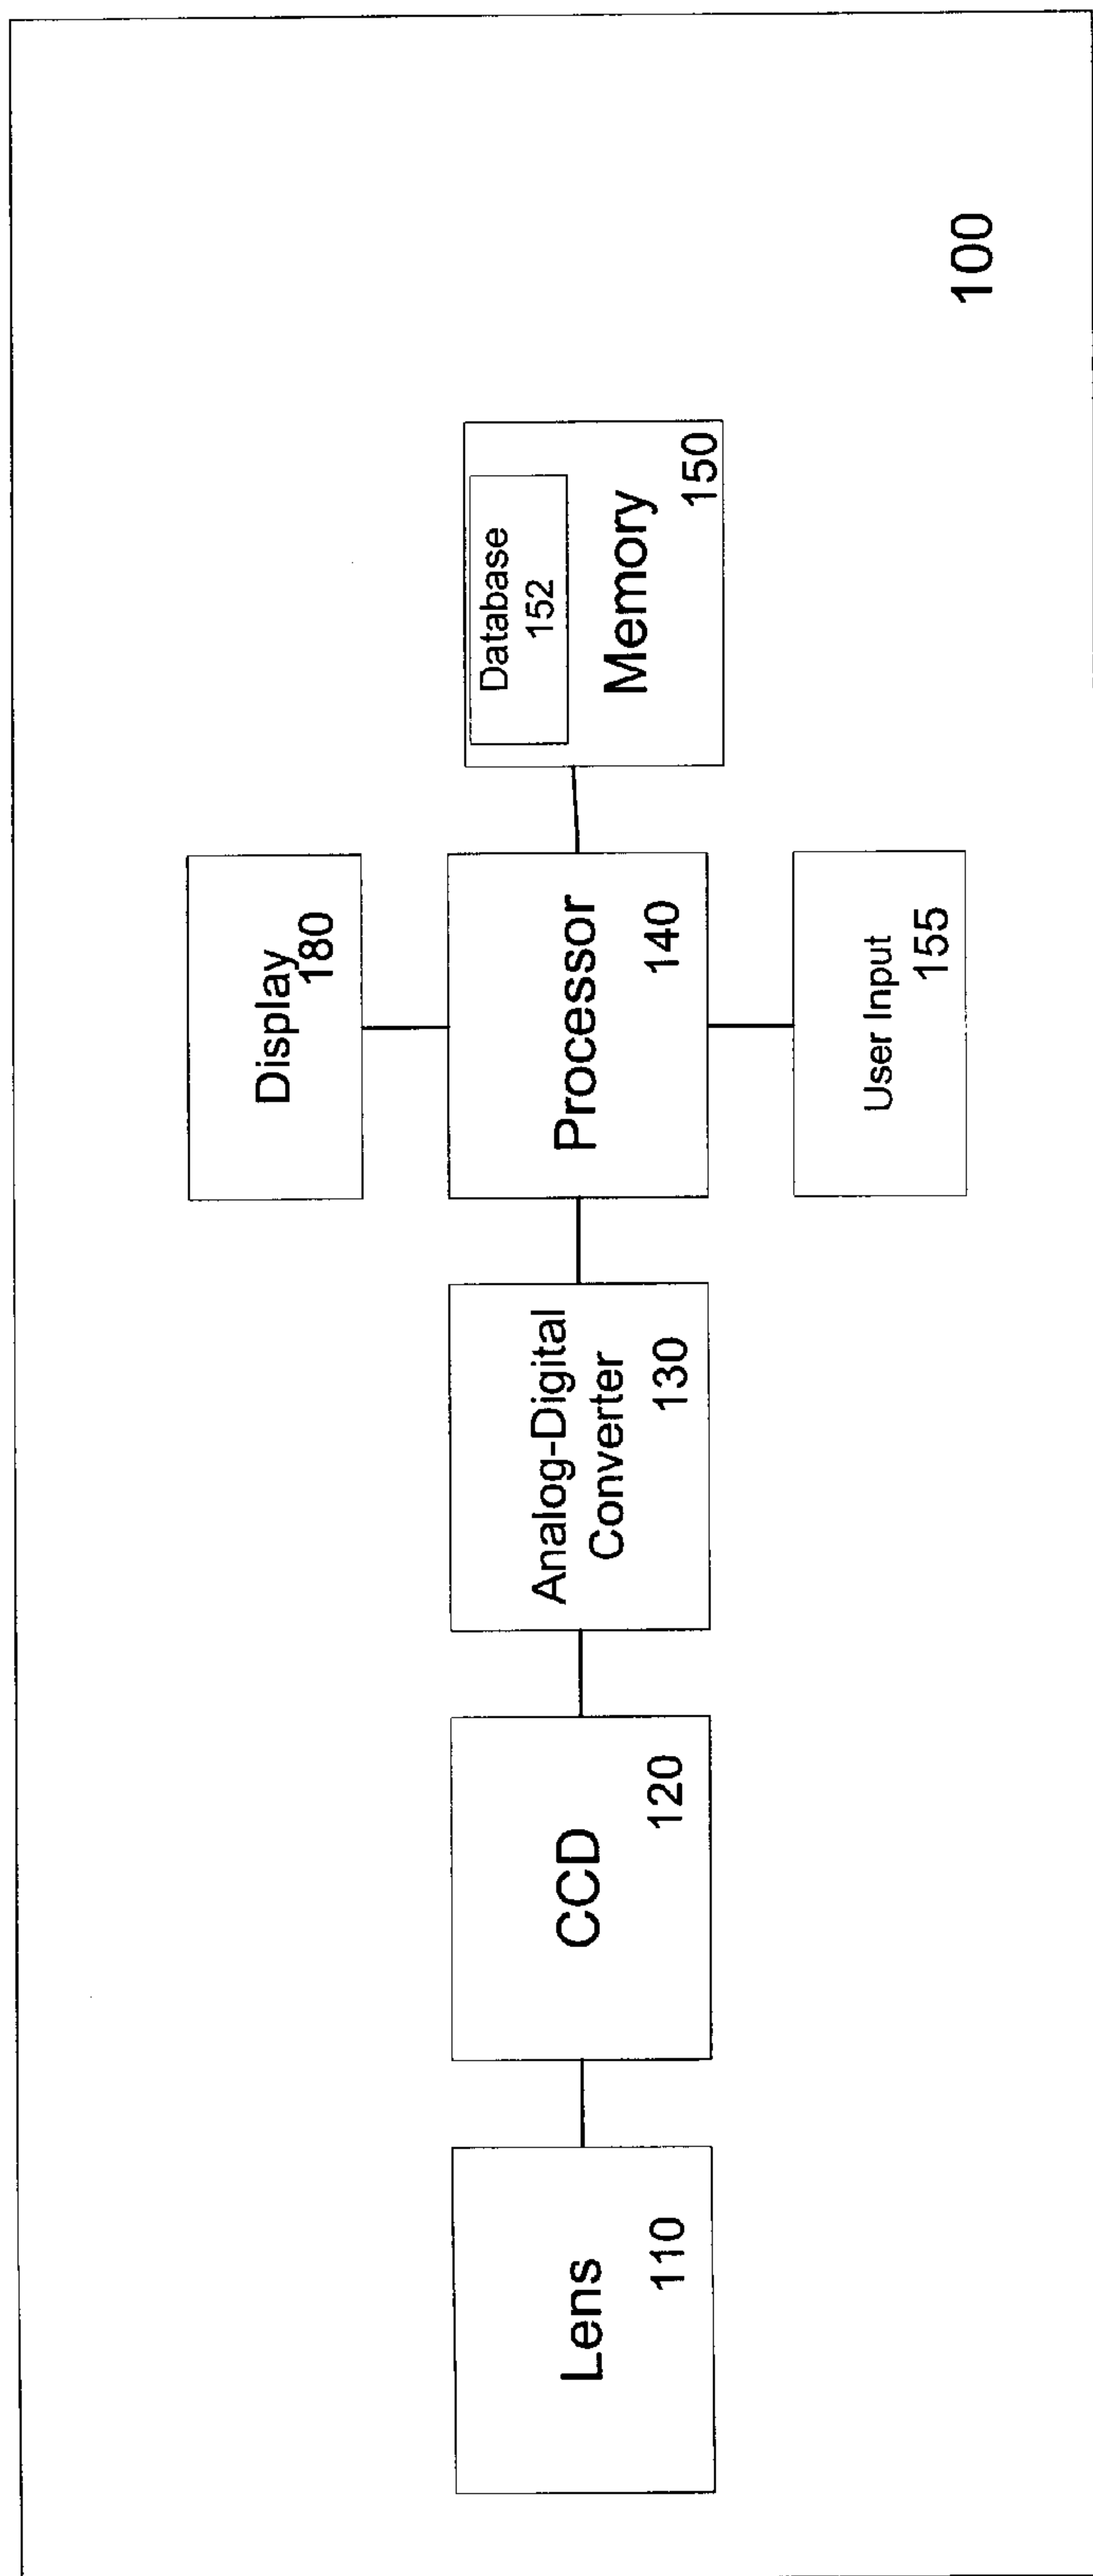 Lens
110
CCD
120
Analog-Digital
Converter
130
Display
180
Processor
140
User Input
155
Database
152
Memory
150
100